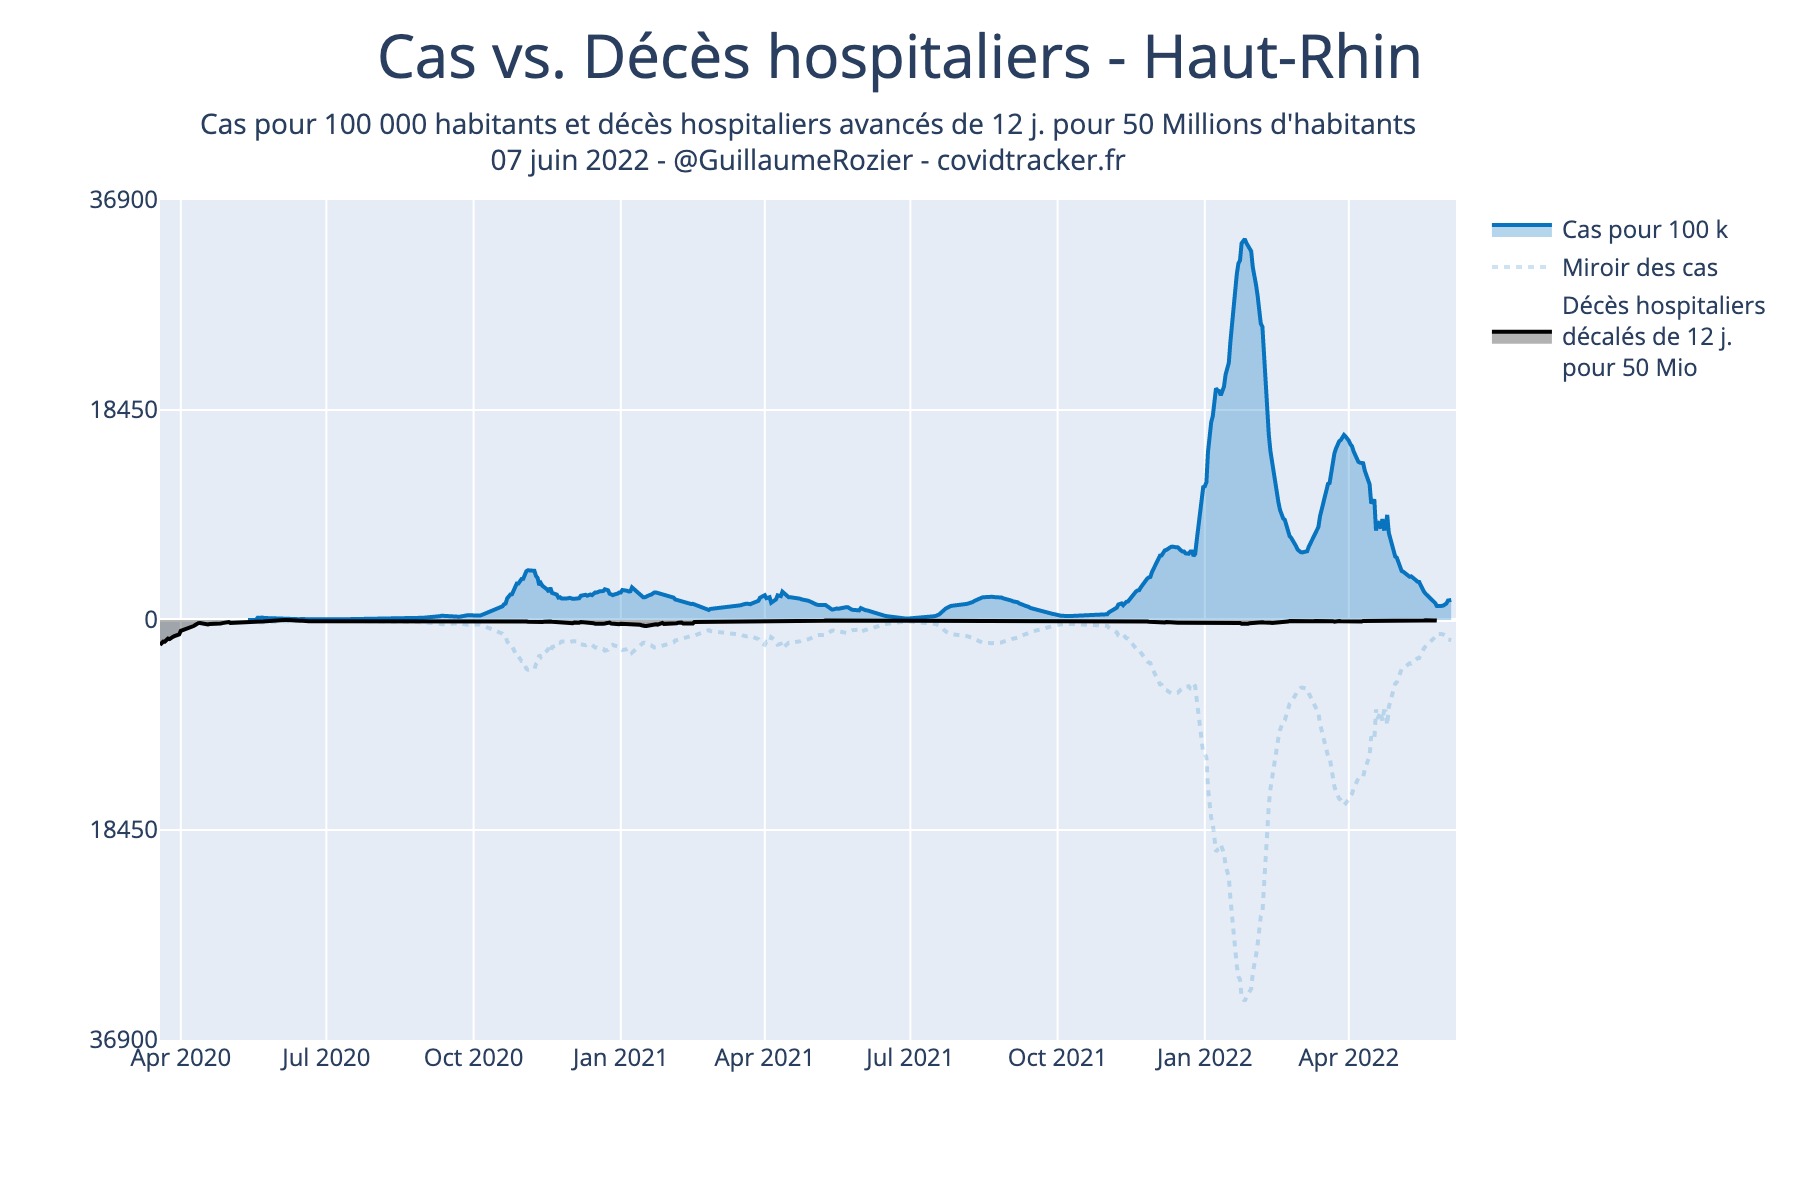 Cas vs. Décès hospitaliers - Haut-Rhin
Cas pour 100 000 habitants et décès hospitaliers avancés de 12 j. pour 50 Millions d'habitants
07 juin 2022 - @GuillaumeRozier - covidtracker.fr
36900
18450
0
18450
36900
Apr 2020
Jul 2020
Oct 2020
Jan 2021
Apr 2021
Jul 2021
Oct 2021
Jan 2022
Apr 2022
Cas pour 100 k
Miroir des cas
Décès hospitaliers
décalés de 12 j.
pour 50 Mio